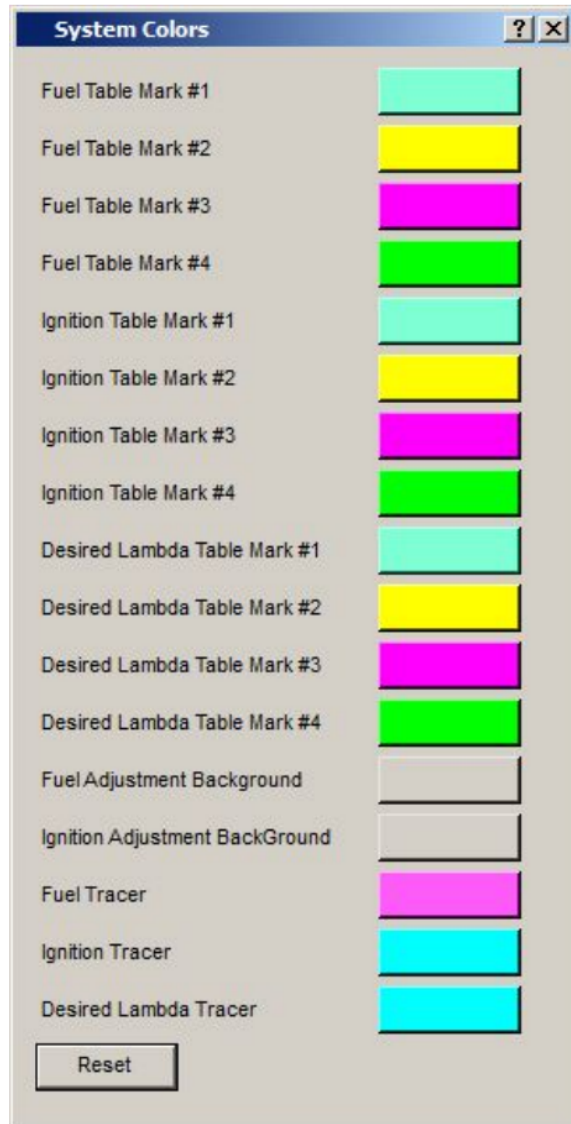 System Colors
Fuel Table Mark #1
Fuel Table Mark #2
Fuel Table Mark #3
Fuel Table Mark #4
Ignition Table Mark #1
Ignition Table Mark #2
Ignition Table Mark #3
Ignition Table Mark #4
Desired Lambda Table Mark #1
Desired Lambda Table Mark #2
Desired Lambda Table Mark #3
Desired Lambda Table Mark #4
Fuel Adjustment Background
Ignition Adjustment BackGround
Fuel Tracer
Ignition Tracer
Desired Lambda Tracer
Reset